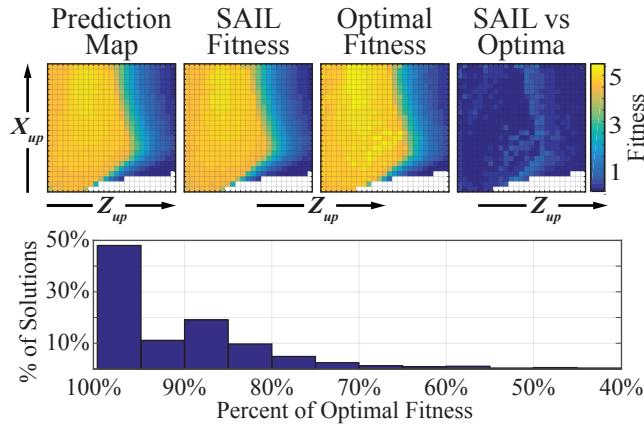 Prediction Map
SAIL Fitness
Optimal Fitness
SAIL vs Optima
X_up
Z_up
Z_up
Z_up
5
3
1
Fitness
50%
30%
10%
% of Solutions
100% 90% 80% 70% 60% 50% 40%
Percent of Optimal Fitness